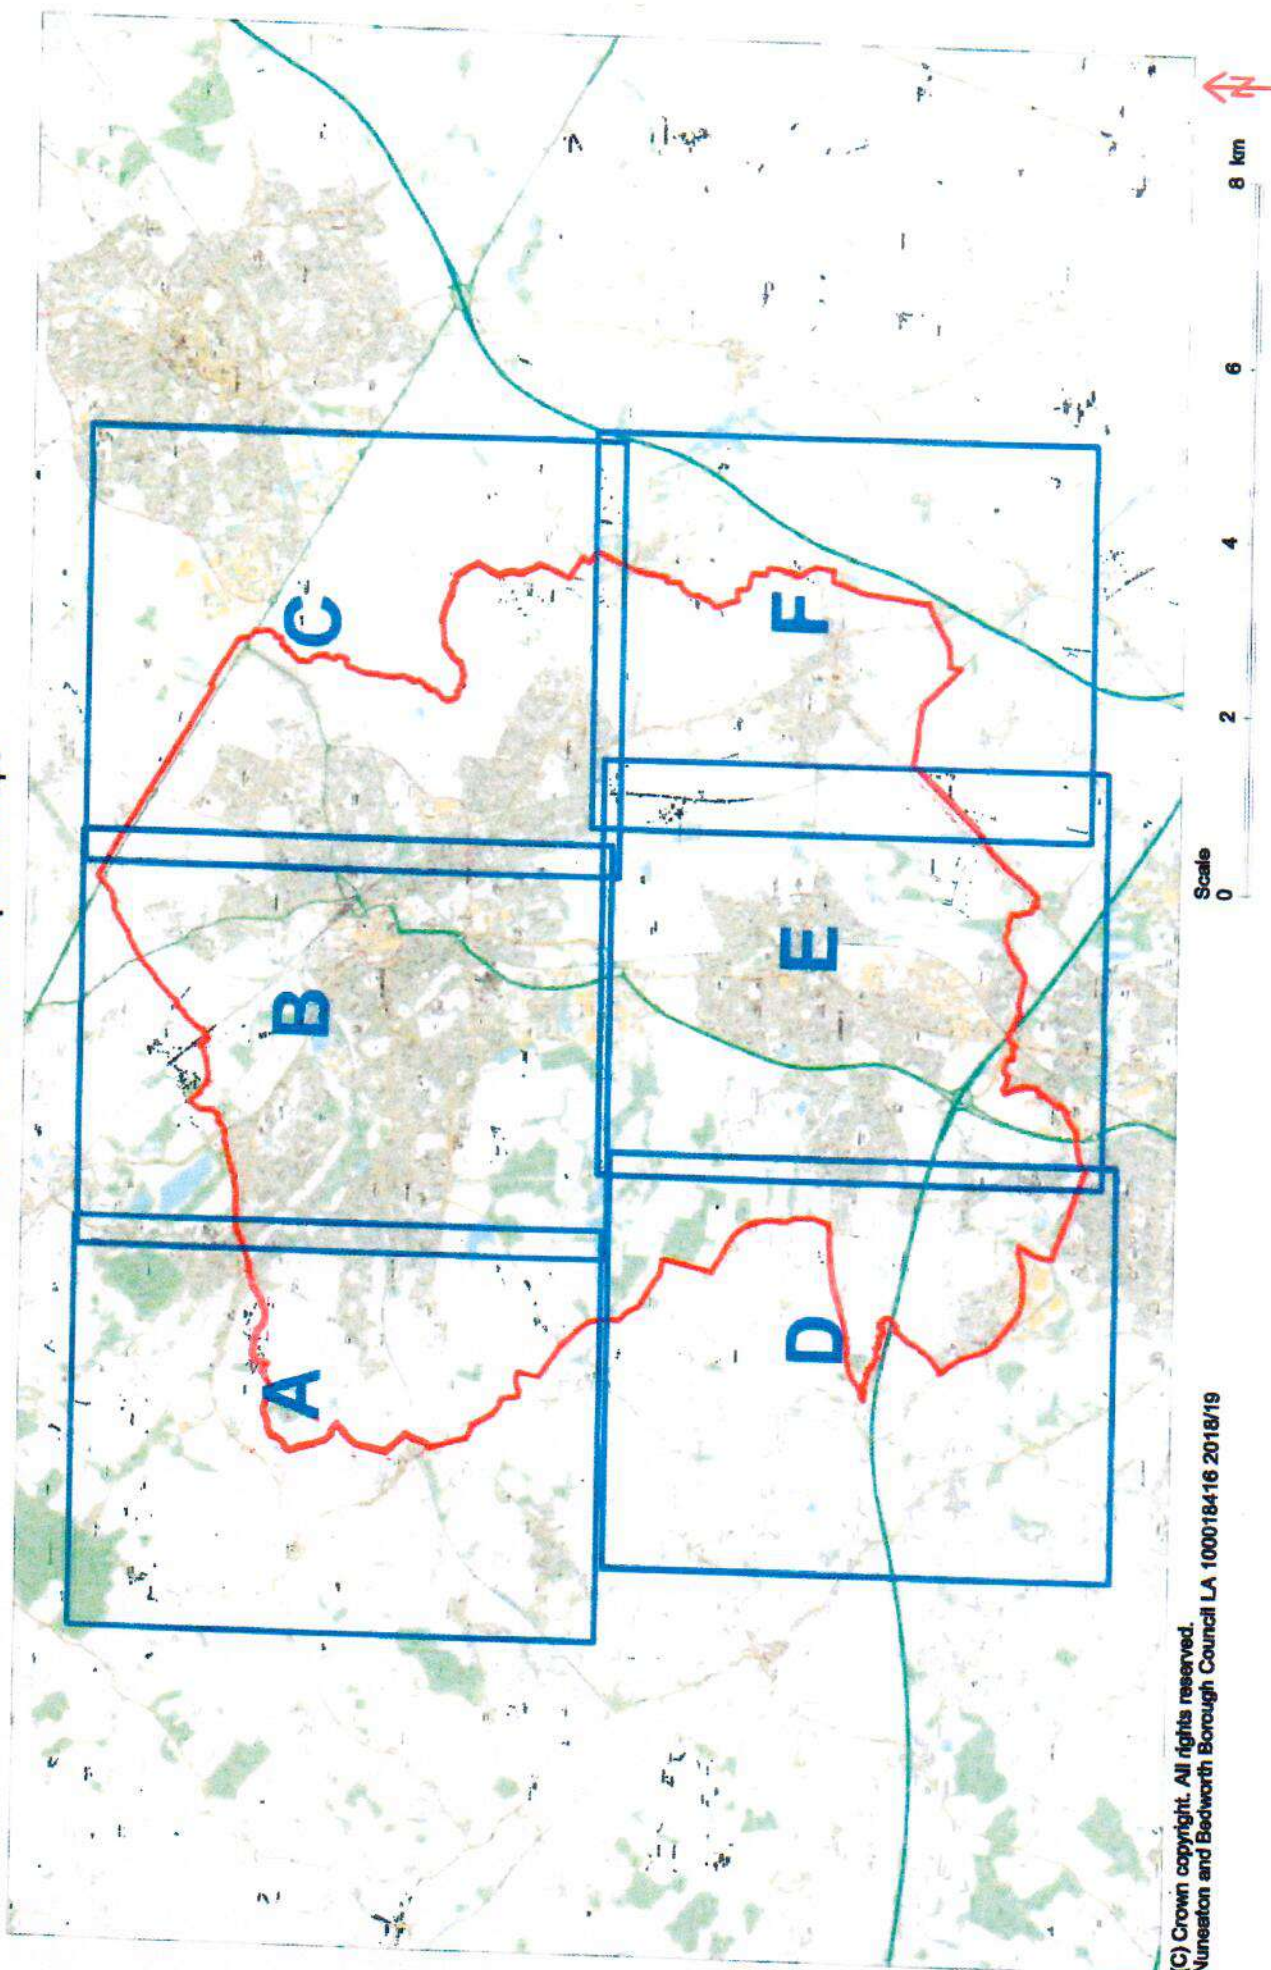 A
B
C
D
E
F
Scale
0 2 4 6 8 km
N
(C) Crown copyright. All rights reserved.
Nuneaton and Bedworth Borough Council LA 100018416 2018/19